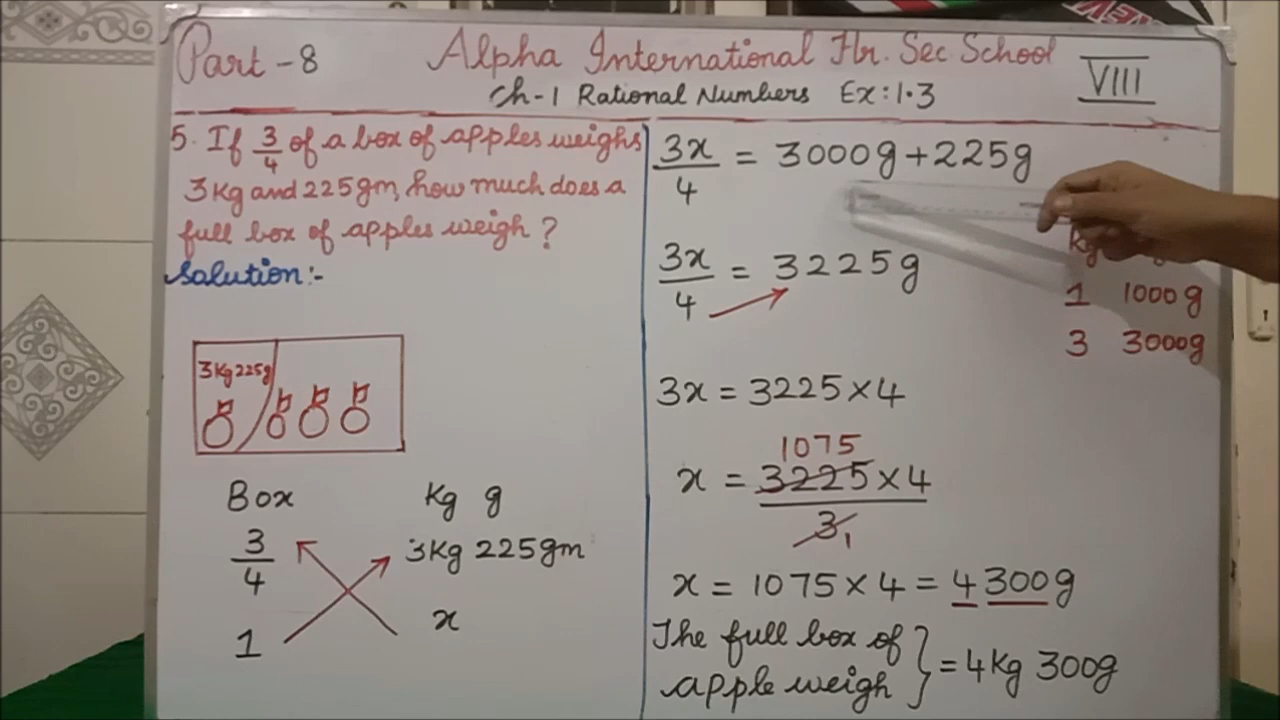 Part - 8
Alpha International Hr. Sec School
Ch-1 Rational Numbers Ex: 1.3
VIII
5. If 3/4 of a box of apples weighs
3Kg and 225gm, how much does a
full box of apples weigh ?
Solution:-
3Kg 225g
Box Kg g
3/4 3Kg 225gm
1 x
3x/4 = 3000g + 225g
3x/4 = 3225g
3x = 3225 × 4
1075
x = 3225 × 4 / 3 1
x = 1075 × 4 = 4300g
The full box of
apple weigh } = 4Kg 300g
Kg
1 1000g
3 3000g